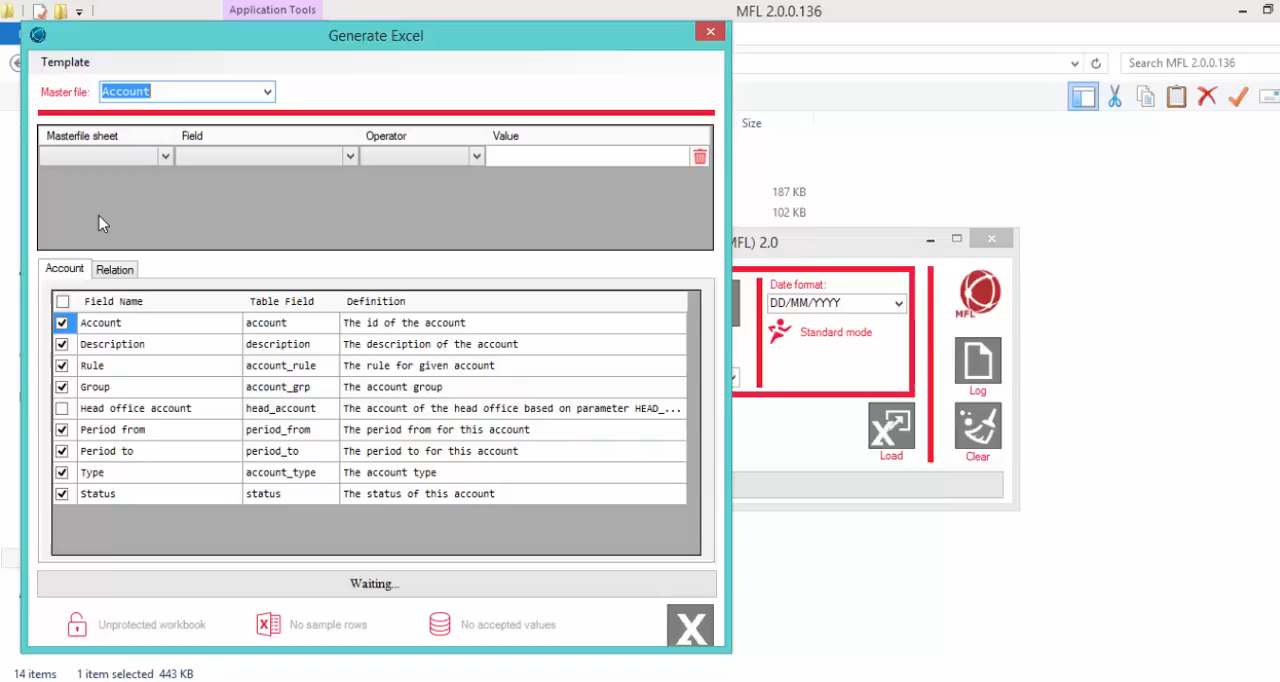 Application Tools
MFL 2.0.0.136
Generate Excel
Search MFL 2.0.0.136
Template
Master file: Account
Size
Masterfile sheet Field Operator Value
187 KB
102 KB
MFL) 2.0
Account Relation
Date format:
DD/MM/YYYY
Standard mode
MFL
Log
Load
Clear
Field Name Table Field Definition
Account account The id of the account
Description description The description of the account
Rule account_rule The rule for given account
Group account_grp The account group
Head office account head_account The account of the head office based on parameter HEAD_...
Period from period_from The period from for this account
Period to period_to The period to for this account
Type account_type The account type
Status status The status of this account
Waiting...
Unprotected workbook No sample rows No accepted values
X
14 items 1 item selected 443 KB